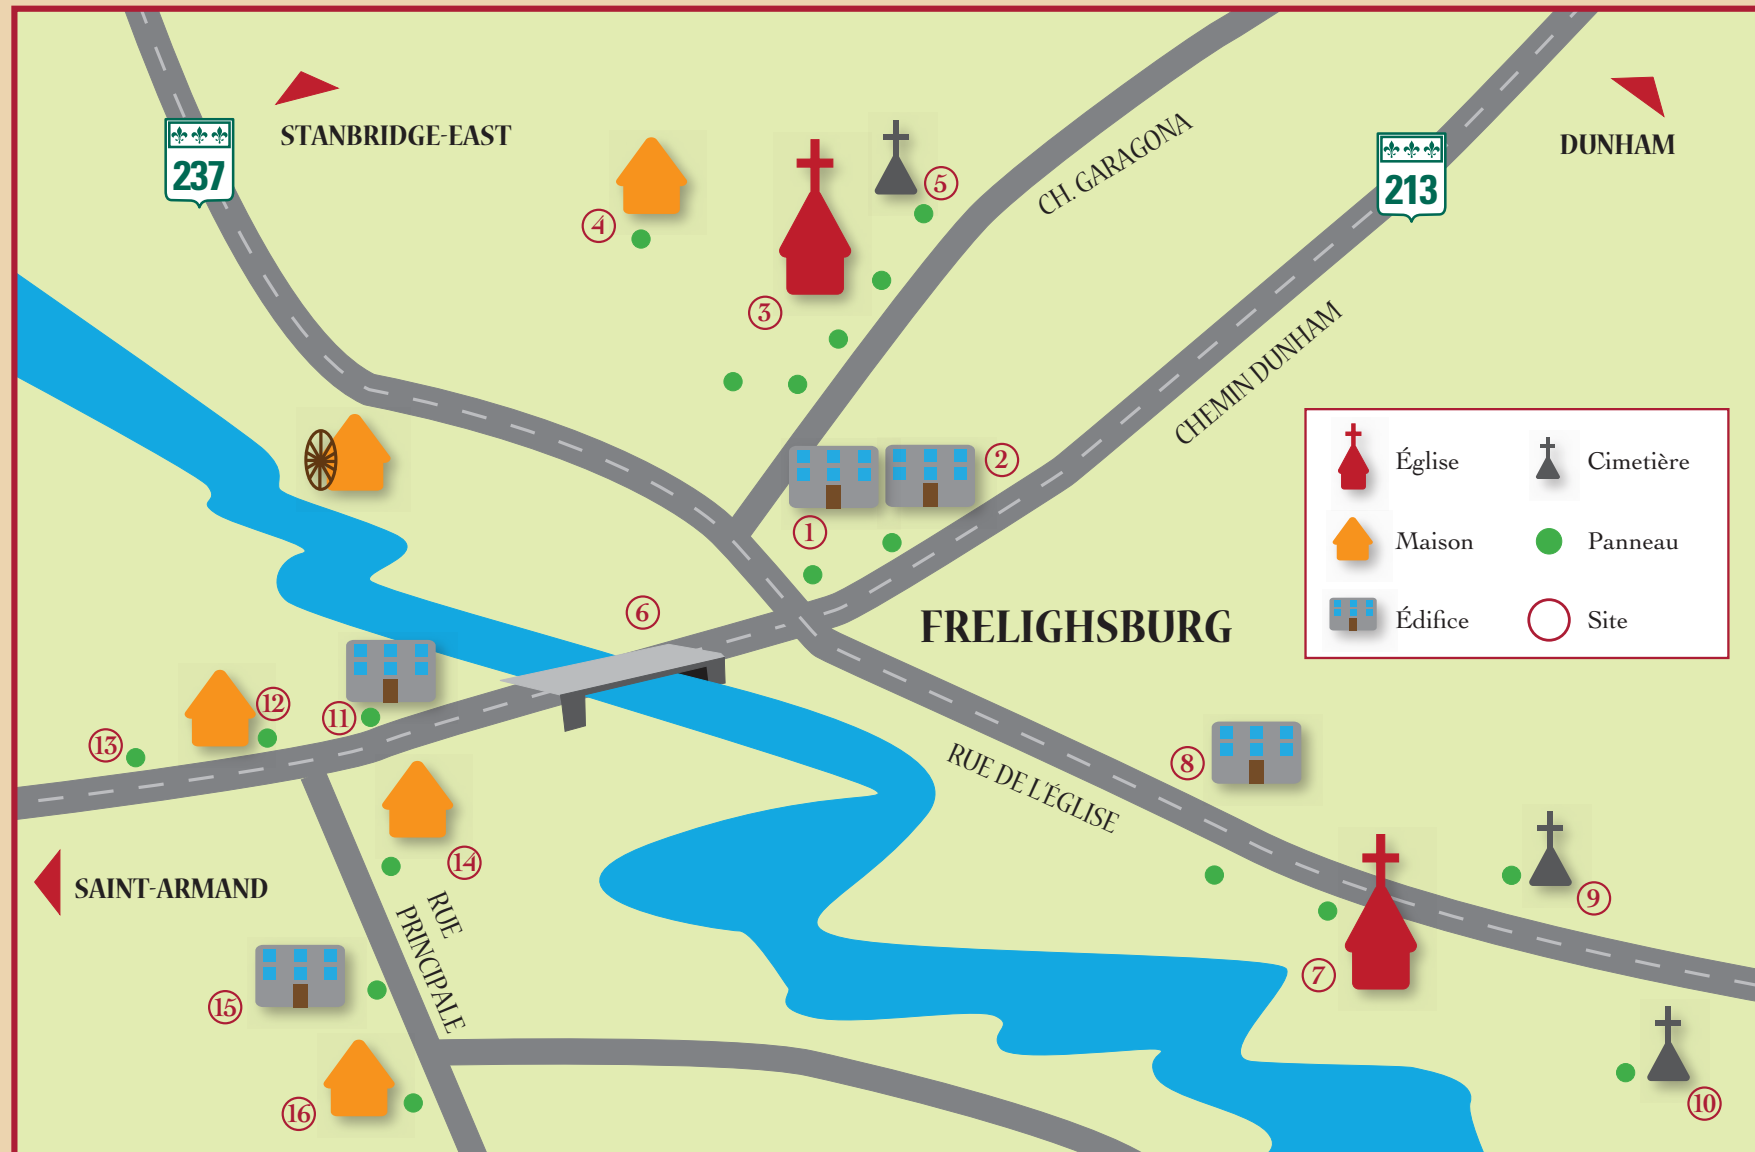 STANBRIDGE-EAST
DUNHAM
237
213
CH. GARAGONA
4
5
3
CHEMIN DUNHAM
2
1
Église
Cimetière
Maison
Panneau
Édifice
Site
6
FRELIGHSBURG
12
11
13
RUE DE L'ÉGLISE
8
14
SAINT-ARMAND
RUE
PRINCIPALE
9
7
15
16
10